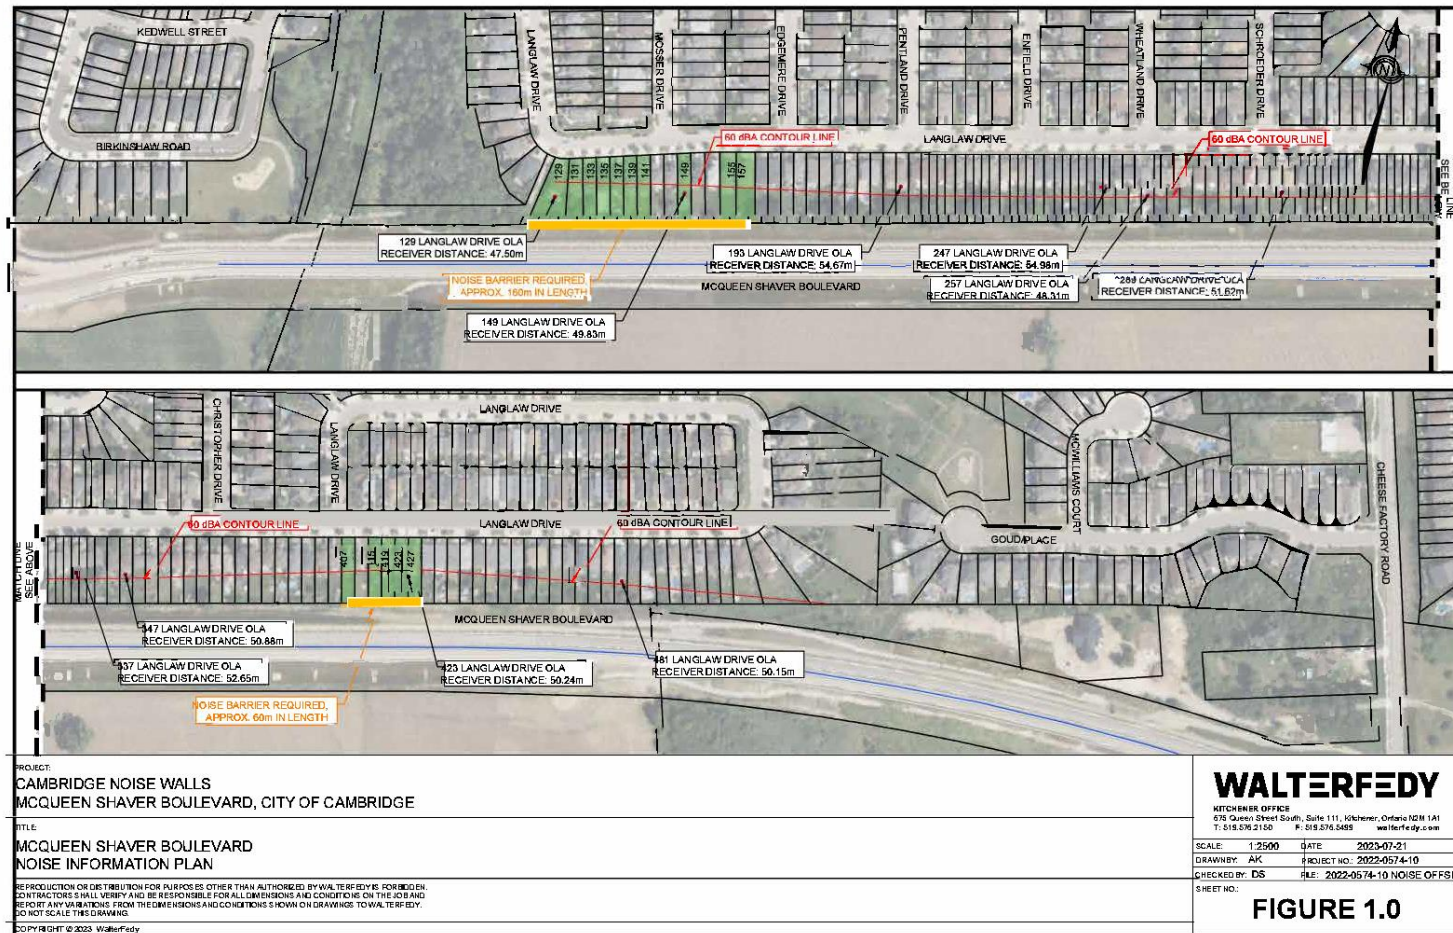 KEDWELL STREET
BIRKINSHAW ROAD
LANGLAW DRIVE
MOSSER DRIVE
EDGEMERE DRIVE
PENTLAND DRIVE
ENFIELD DRIVE
WHEATLAND DRIVE
SCHROEDER DRIVE
N
60 dBA CONTOUR LINE
LANGLAW DRIVE
60 dBA CONTOUR LINE
129
131
133
135
137
139
141
149
155
157
129 LANGLAW DRIVE OLA
RECEIVER DISTANCE: 47.50m
NOISE BARRIER REQUIRED,
APPROX. 160m IN LENGTH
149 LANGLAW DRIVE OLA
RECEIVER DISTANCE: 49.83m
193 LANGLAW DRIVE OLA
RECEIVER DISTANCE: 54.67m
MCQUEEN SHAVER BOULEVARD
247 LANGLAW DRIVE OLA
RECEIVER DISTANCE: 54.98m
257 LANGLAW DRIVE OLA
RECEIVER DISTANCE: 48.31m
LANGLAW DRIVE OLA
RECEIVER DISTANCE: 51.62m
MATCH LINE
SEE ABOVE
CHRISTOPHER DRIVE
LANGLAW DRIVE
LANGLAW DRIVE
60 dBA CONTOUR LINE
LANGLAW DRIVE
60 dBA CONTOUR LINE
MCWILLIAMS COURT
GOUDA PLACE
CHEESE FACTORY ROAD
407
419
423
427
MCQUEEN SHAVER BOULEVARD
347 LANGLAW DRIVE OLA
RECEIVER DISTANCE: 50.88m
337 LANGLAW DRIVE OLA
RECEIVER DISTANCE: 52.65m
423 LANGLAW DRIVE OLA
RECEIVER DISTANCE: 50.24m
481 LANGLAW DRIVE OLA
RECEIVER DISTANCE: 50.15m
NOISE BARRIER REQUIRED,
APPROX. 60m IN LENGTH
PROJECT:
CAMBRIDGE NOISE WALLS
MCQUEEN SHAVER BOULEVARD, CITY OF CAMBRIDGE
TITLE:
MCQUEEN SHAVER BOULEVARD
NOISE INFORMATION PLAN
REPRODUCTION OR DISTRIBUTION FOR PURPOSES OTHER THAN AUTHORIZED BY WALTERFEDY IS FORBIDDEN.
CONTRACTORS SHALL VERIFY AND BE RESPONSIBLE FOR ALL DIMENSIONS AND CONDITIONS ON THE JOB AND
REPORT ANY VARIATIONS FROM THE DIMENSIONS AND CONDITIONS SHOWN ON DRAWINGS TO WALTERFEDY.
DO NOT SCALE THIS DRAWING.
COPYRIGHT © 2023 WalterFedy
WALTERFEDY
KITCHENER OFFICE
675 Queen Street South, Suite 111, Kitchener, Ontario N2M 1A1
T: 519.576.2150 F: 519.576.5499 walterfedy.com
SCALE: 1:2500 DATE: 2023-07-21
DRAWN BY: AK PROJECT NO.: 2022-0574-10
CHECKED BY: DS FILE: 2022-0574-10 NOISE OFFS
SHEET NO.:
FIGURE 1.0